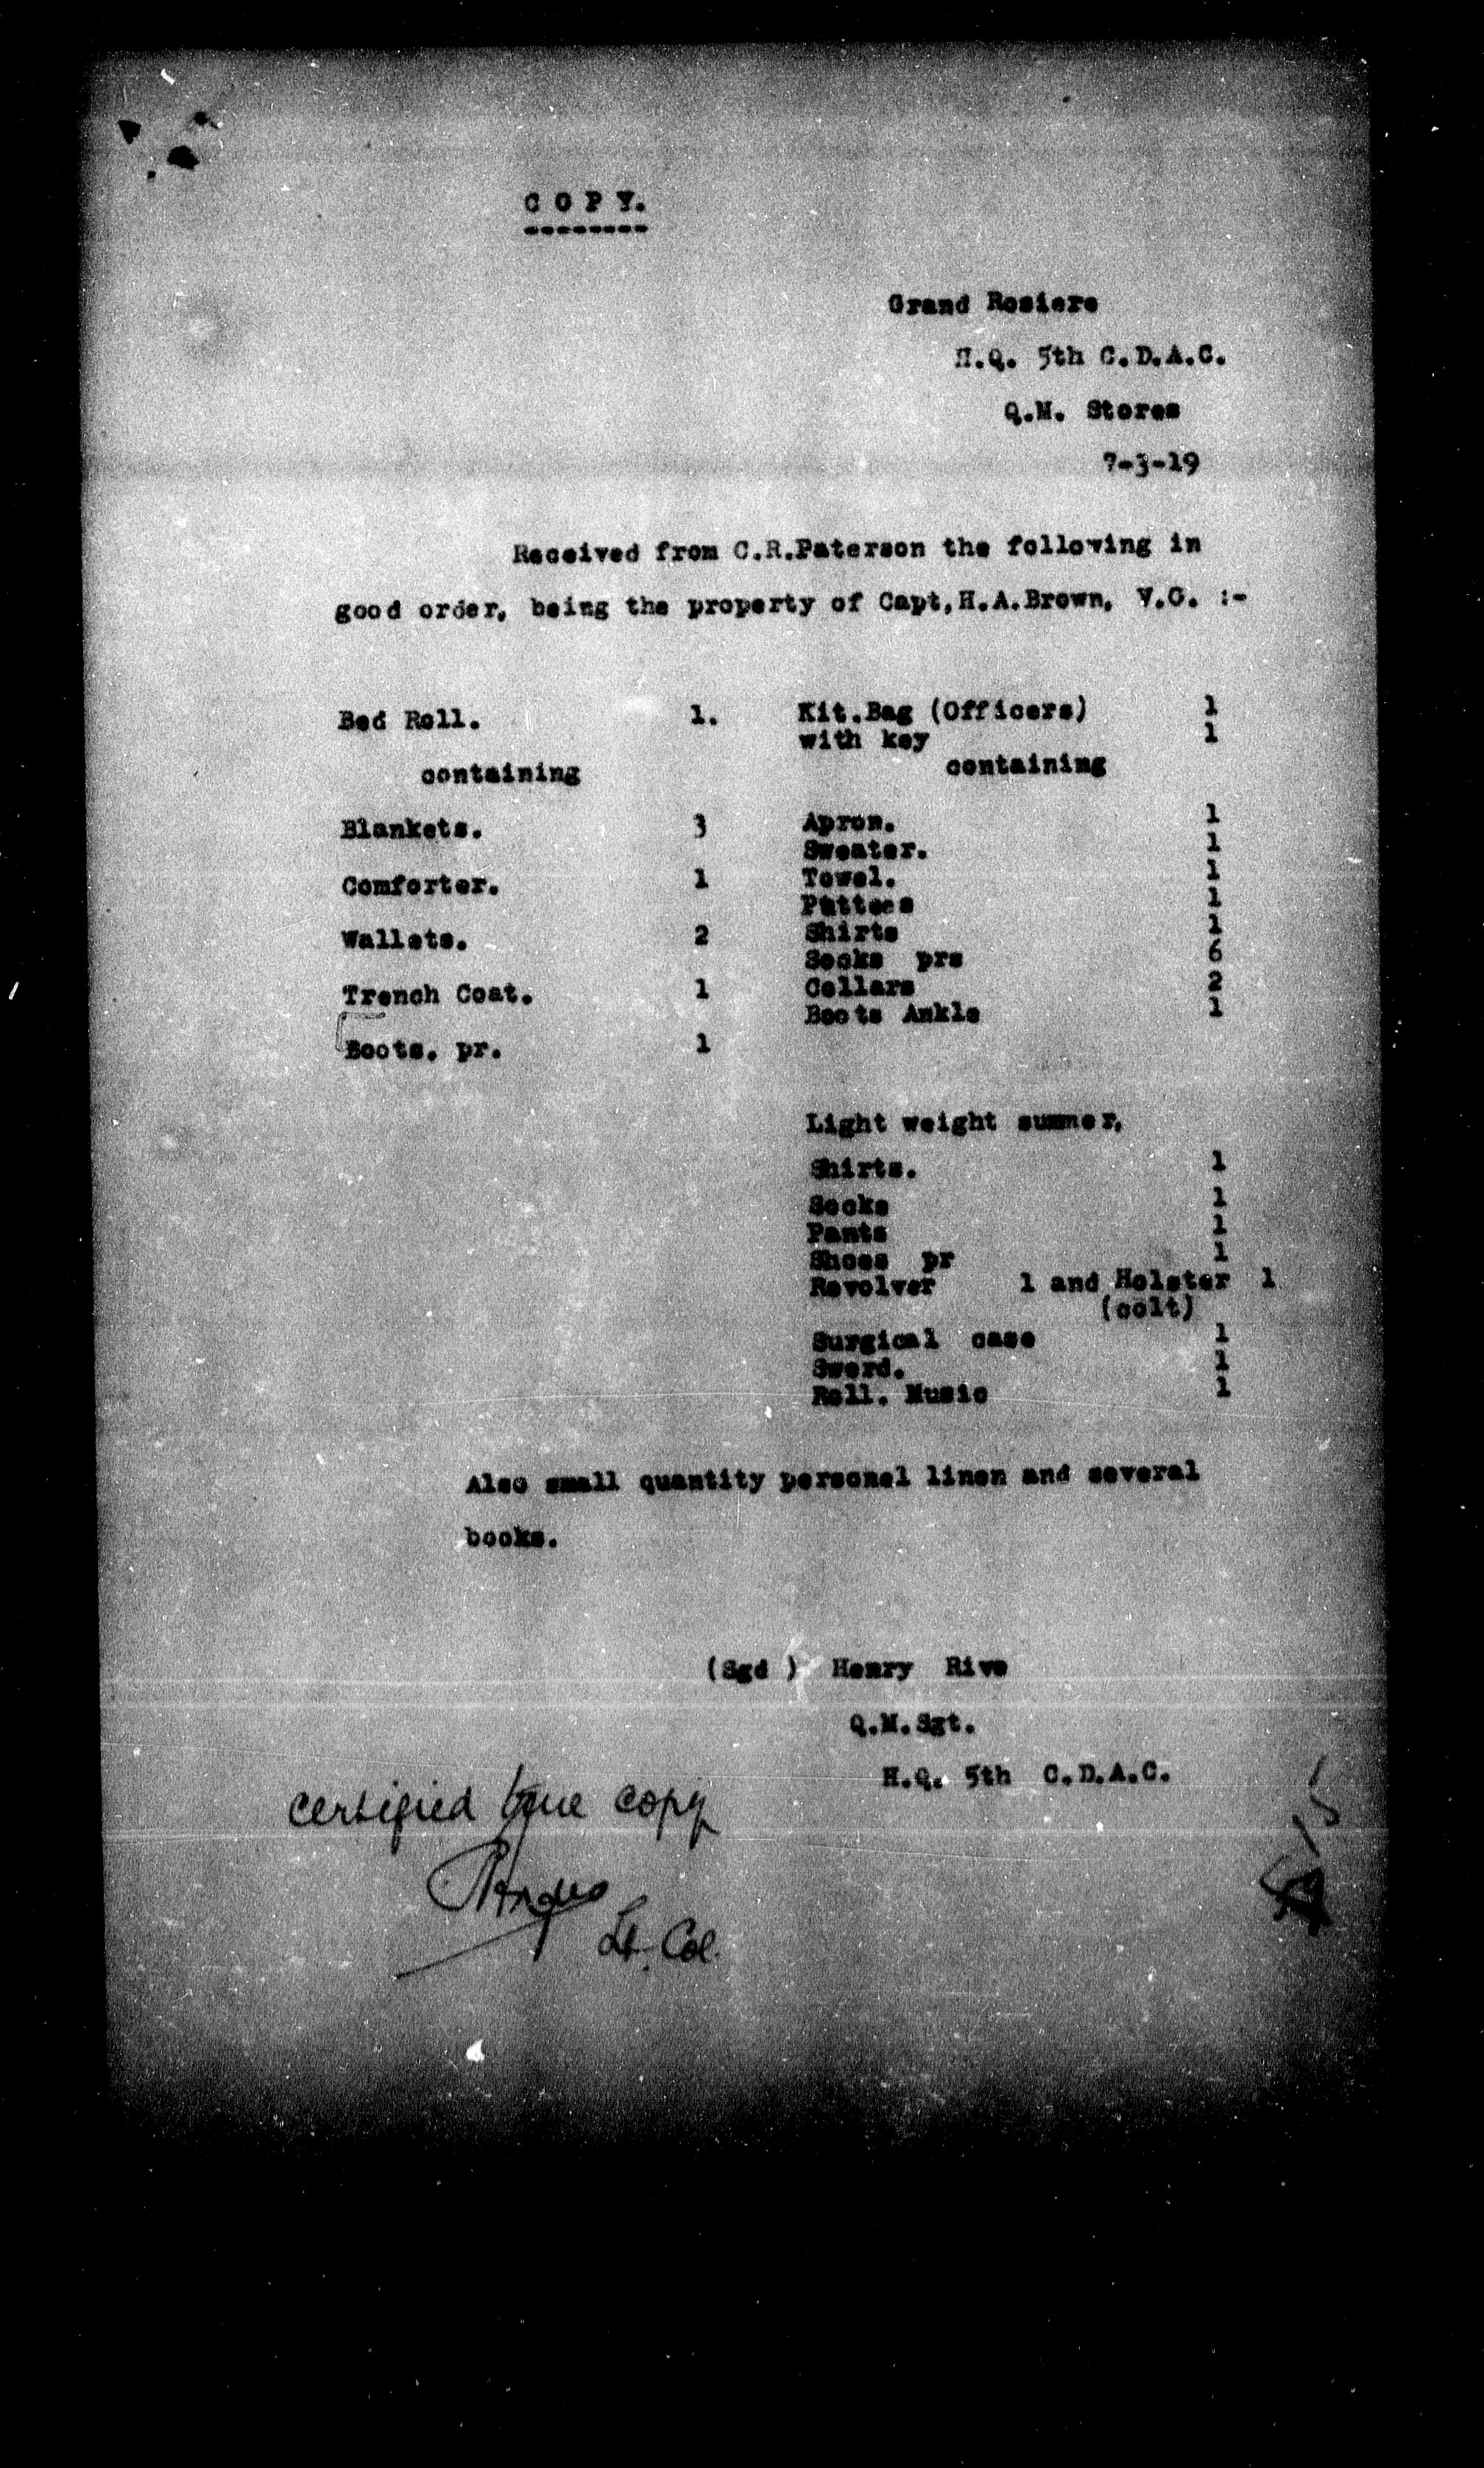 COPY.
Grand Rosiere
H.Q. 5th C.D.A.C.
Q.M. Stores
7-3-19
Received from C.R.Paterson the following in
good order, being the property of Capt,H.A.Brown, V.O. :-
Bed Roll. 1.
containing
Blankets. 3
Comforter. 1
Wallets. 2
Trench Coat. 1
Boots. pr. 1
Kit.Bag (Officers) 1
with key 1
containing
Apron. 1
Sweater. 1
Towel. 1
Puttees 1
Shirts 1
Socks prs 6
Collars 2
Boots Ankle 1
Light weight summer,
Shirts. 1
Socks 1
Pants 1
Shoes pr 1
Revolver 1 and Holster 1
(colt)
Surgical case 1
Sword. 1
Roll. Music 1
Also small quantity personel linen and several
books.
(Sgd ) Henry Rive
Q.M.Sgt.
H.Q. 5th C.D.A.C.
certified true copy
Lt. Col.